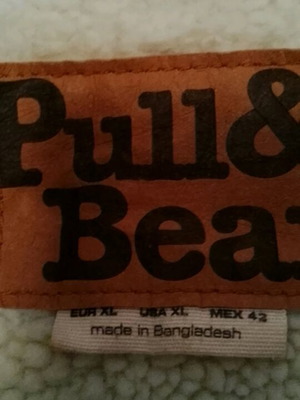 Pull&
Bea
EUR XL USA XL MEX 42
made in Bangladesh